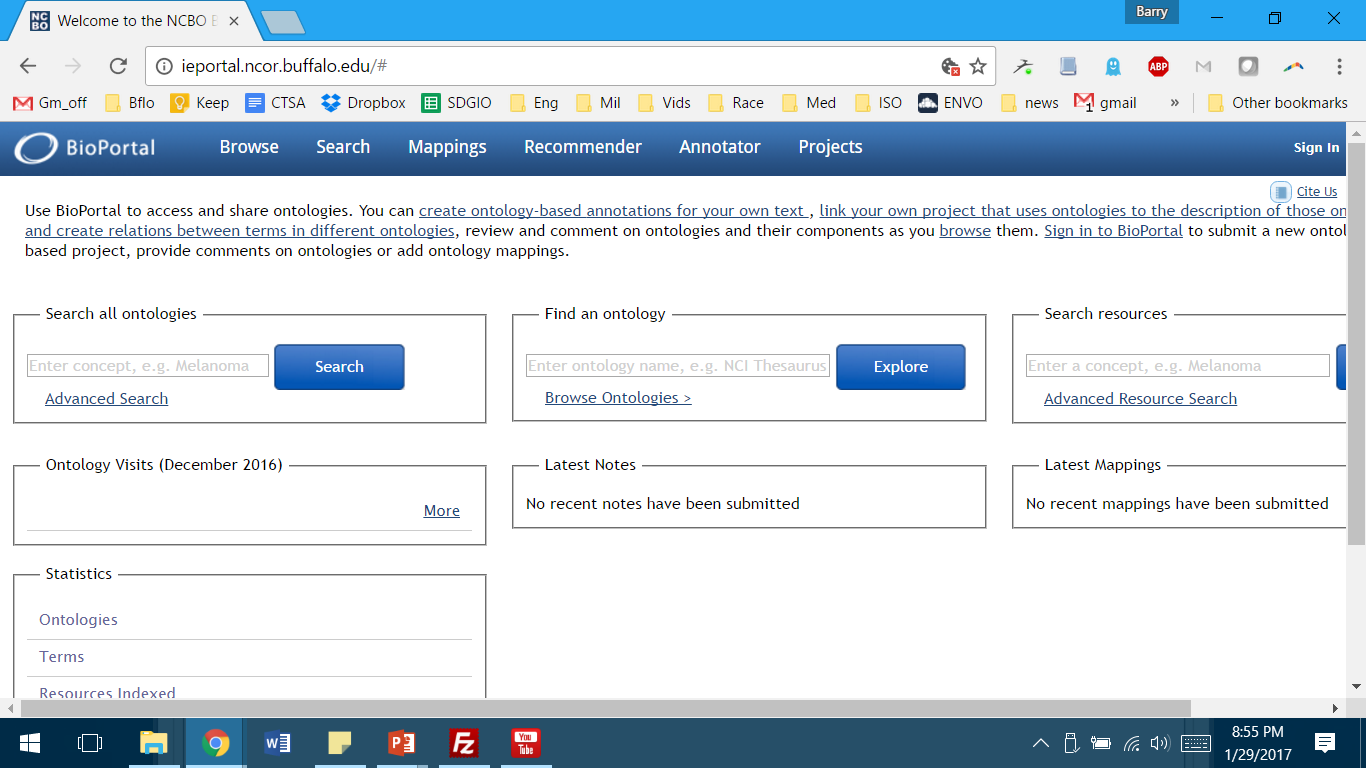 Welcome to the NCBO B
Barry
ieportal.ncor.buffalo.edu/#
ABP
Gm_off Bflo Keep CTSA Dropbox SDGIO Eng Mil Vids Race Med ISO ENVO news 1 gmail » Other bookmarks
BioPortal Browse Search Mappings Recommender Annotator Projects Sign In
Cite Us
Use BioPortal to access and share ontologies. You can create ontology-based annotations for your own text , link your own project that uses ontologies to the description of those on
and create relations between terms in different ontologies, review and comment on ontologies and their components as you browse them. Sign in to BioPortal to submit a new ontol
based project, provide comments on ontologies or add ontology mappings.
Search all ontologies
Enter concept, e.g. Melanoma Search
Advanced Search
Find an ontology
Enter ontology name, e.g. NCI Thesaurus Explore
Browse Ontologies >
Search resources
Enter a concept, e.g. Melanoma
Advanced Resource Search
Ontology Visits (December 2016)
More
Latest Notes
No recent notes have been submitted
Latest Mappings
No recent mappings have been submitted
Statistics
Ontologies
Terms
Resources Indexed
You Tube
8:55 PM
1/29/2017